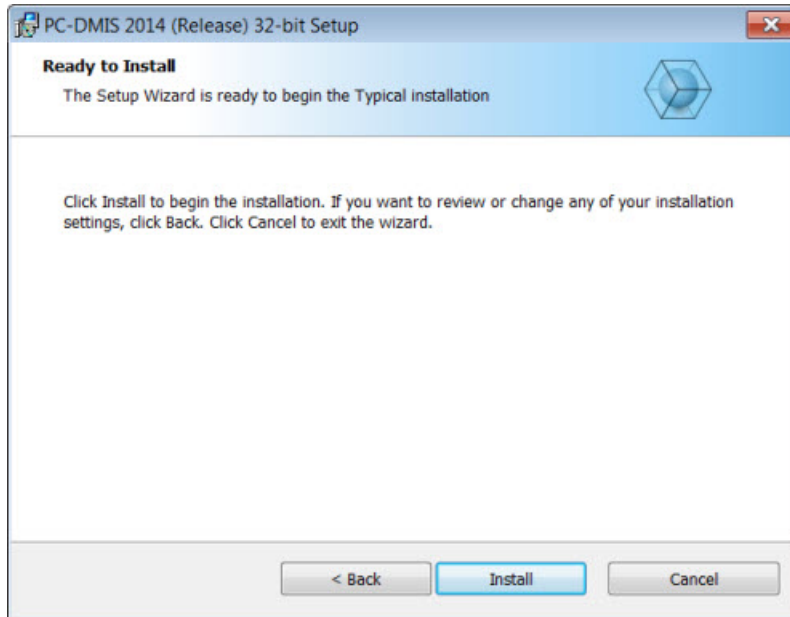 PC-DMIS 2014 (Release) 32-bit Setup
Ready to Install
The Setup Wizard is ready to begin the Typical installation
Click Install to begin the installation. If you want to review or change any of your installation
settings, click Back. Click Cancel to exit the wizard.
< Back Install Cancel